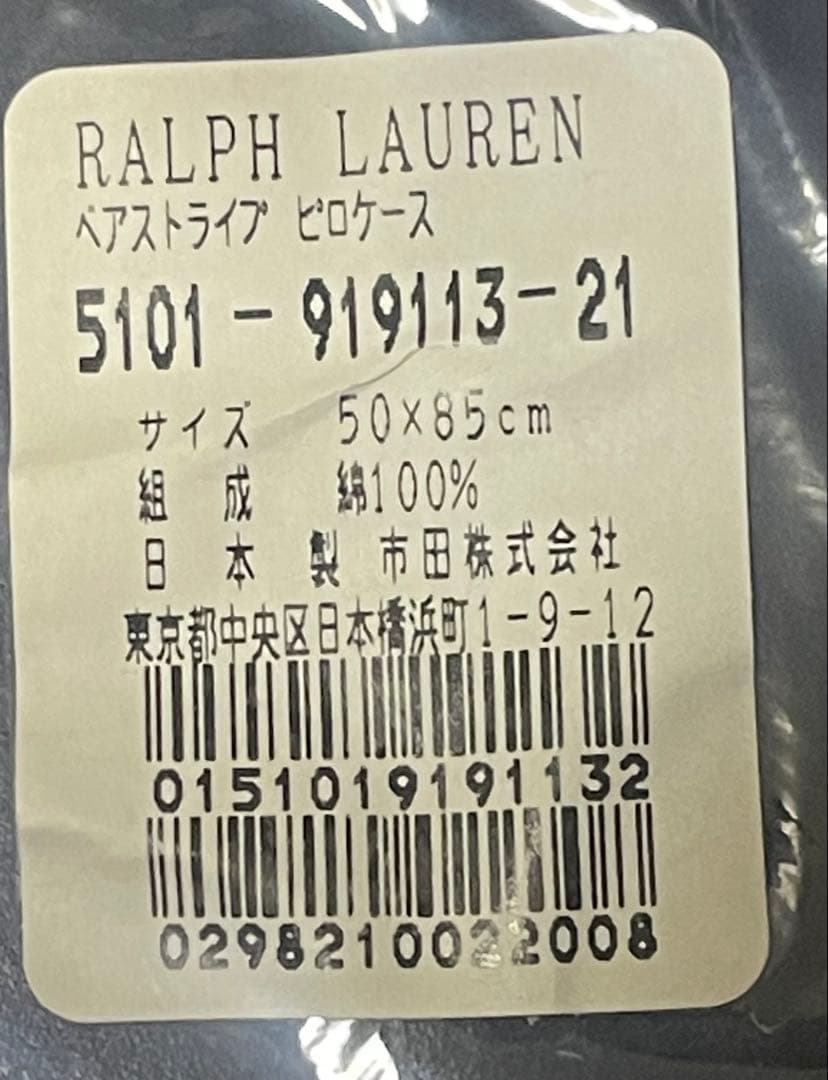 RALPH LAUREN
ベアストライプ ピロケース
5101-919113-21
サイズ 50×85cm
組成 綿100%
日本製 市田株式会社
東京都中央区日本橋浜町1-9-12
0151019191132
0298210022008